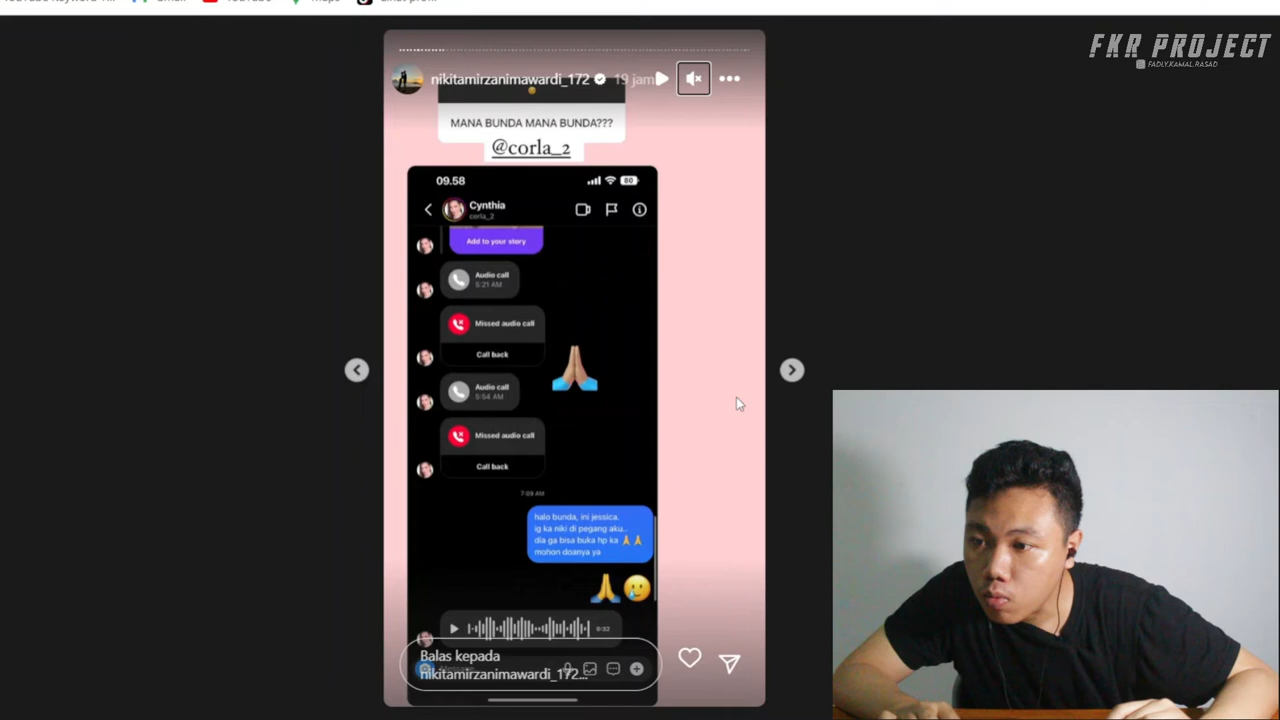 FKR PROJECT
FADLY.KAMAL.RASAD
nikitamirzanimawardi_172 19 jam
MANA BUNDA MANA BUNDA???
@corla_2
09.58
80
Cynthia
corla_2
Add to your story
Audio call
5:21 AM
Missed audio call
Call back
Audio call
5:54 AM
Missed audio call
Call back
7:09 AM
halo bunda, ini jessica.
ig ka niki di pegang aku..
dia ga bisa buka hp ka 🙏 🙏
mohon doanya ya
0:32
Balas kepada
nikitamirzanimawardi_172...